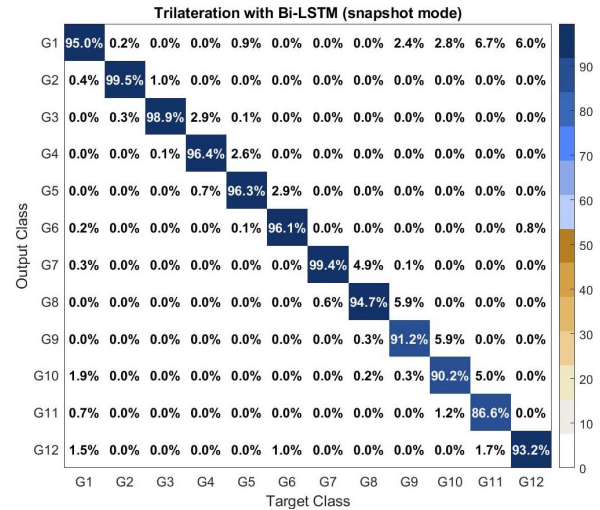 Trilateration with Bi-LSTM (snapshot mode)
G1 95.0% 0.2% 0.0% 0.0% 0.9% 0.0% 0.0% 0.0% 2.4% 2.8% 6.7% 6.0%
G2 0.4% 99.5% 1.0% 0.0% 0.0% 0.0% 0.0% 0.0% 0.0% 0.0% 0.0% 0.0%
G3 0.0% 0.3% 98.9% 2.9% 0.1% 0.0% 0.0% 0.0% 0.0% 0.0% 0.0% 0.0%
G4 0.0% 0.0% 0.1% 96.4% 2.6% 0.0% 0.0% 0.0% 0.0% 0.0% 0.0% 0.0%
G5 0.0% 0.0% 0.0% 0.7% 96.3% 2.9% 0.0% 0.0% 0.0% 0.0% 0.0% 0.0%
G6 0.2% 0.0% 0.0% 0.0% 0.1% 96.1% 0.0% 0.0% 0.0% 0.0% 0.0% 0.8%
G7 0.3% 0.0% 0.0% 0.0% 0.0% 0.0% 99.4% 4.9% 0.1% 0.0% 0.0% 0.0%
G8 0.0% 0.0% 0.0% 0.0% 0.0% 0.0% 0.6% 94.7% 5.9% 0.0% 0.0% 0.0%
G9 0.0% 0.0% 0.0% 0.0% 0.0% 0.0% 0.0% 0.3% 91.2% 5.9% 0.0% 0.0%
G10 1.9% 0.0% 0.0% 0.0% 0.0% 0.0% 0.0% 0.2% 0.3% 90.2% 5.0% 0.0%
G11 0.7% 0.0% 0.0% 0.0% 0.0% 0.0% 0.0% 0.0% 0.0% 1.2% 86.6% 0.0%
G12 1.5% 0.0% 0.0% 0.0% 0.0% 1.0% 0.0% 0.0% 0.0% 0.0% 1.7% 93.2%
G1 G2 G3 G4 G5 G6 G7 G8 G9 G10 G11 G12
Target Class
Output Class
90
80
70
60
50
40
30
20
10
0